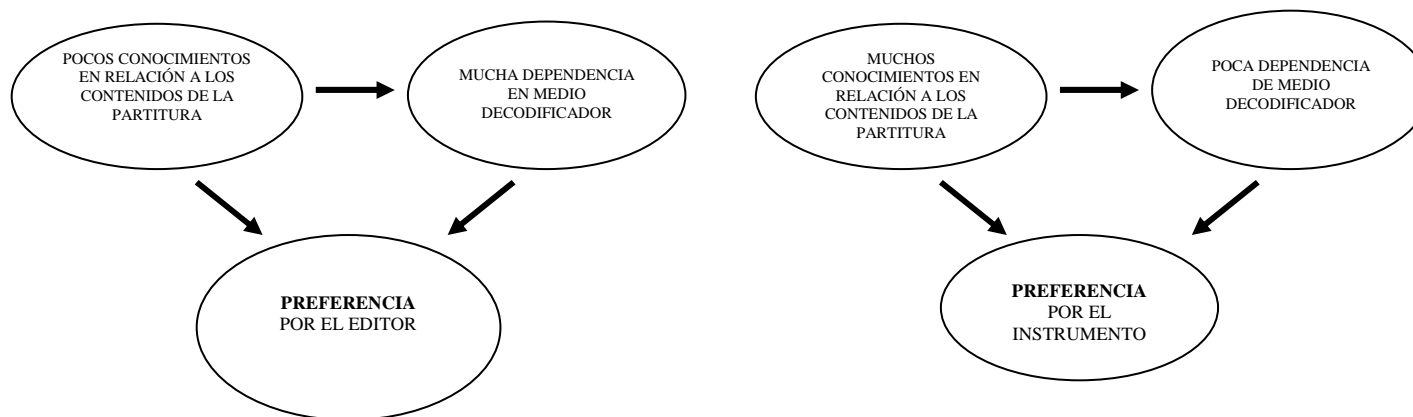 POCOS CONOCIMIENTOS
EN RELACIÓN A LOS
CONTENIDOS DE LA
PARTITURA
MUCHA DEPENDENCIA
EN MEDIO
DECODIFICADOR
PREFERENCIA
POR EL EDITOR
MUCHOS
CONOCIMIENTOS EN
RELACIÓN A LOS
CONTENIDOS DE LA
PARTITURA
POCA DEPENDENCIA
DE MEDIO
DECODIFICADOR
PREFERENCIA
POR EL
INSTRUMENTO